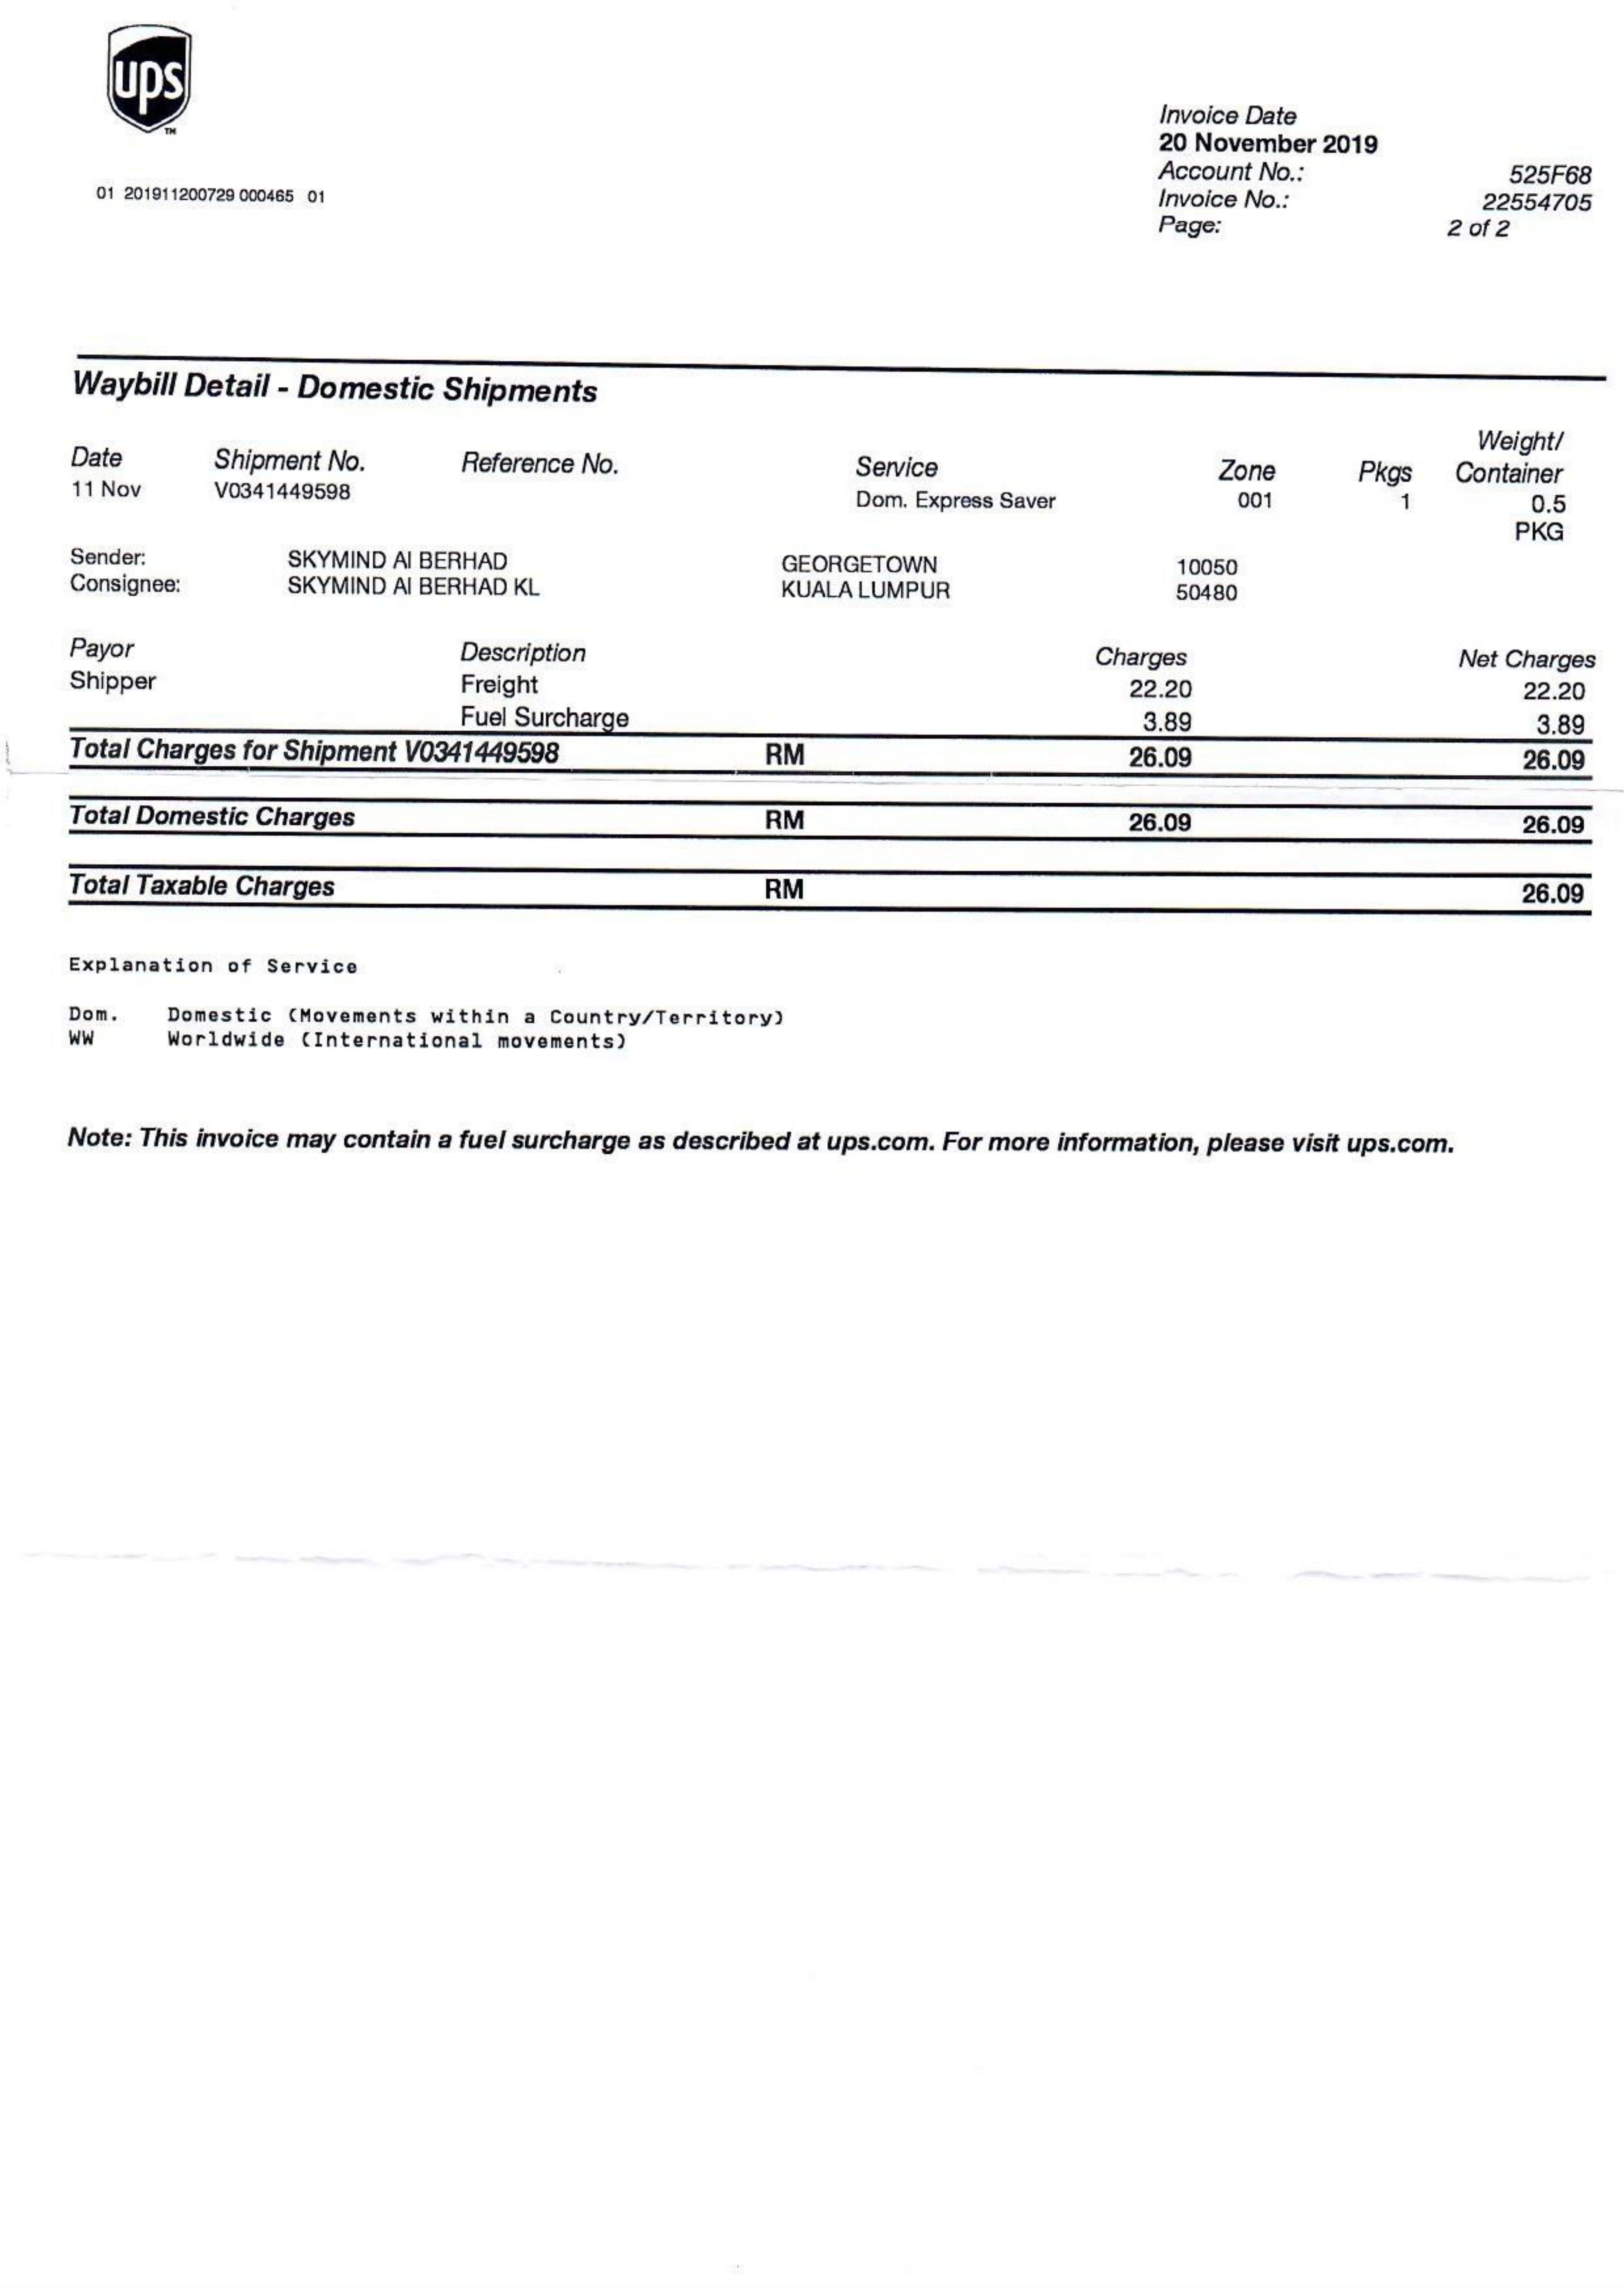 ups
TM
Invoice Date
20 November 2019
Account No.: 525F68
01 201911200729 000465 01
Invoice No.: 22554705
Page: 2 of 2
Waybill Detail - Domestic Shipments
Weight/
Date Shipment No. Reference No. Service Zone Pkgs Container
11 Nov V0341449598 Dom. Express Saver 001 1 0.5
PKG
Sender: SKYMIND AI BERHAD GEORGETOWN 10050
Consignee: SKYMIND AI BERHAD KL KUALA LUMPUR 50480
Payor Description Charges Net Charges
Shipper Freight 22.20 22.20
Fuel Surcharge 3.89 3.89
Total Charges for Shipment V0341449598 RM 26.09 26.09
Total Domestic Charges RM 26.09 26.09
Total Taxable Charges RM 26.09
Explanation of Service
Dom. Domestic (Movements within a Country/Territory)
WW Worldwide (International movements)
Note: This invoice may contain a fuel surcharge as described at ups.com. For more information, please visit ups.com.